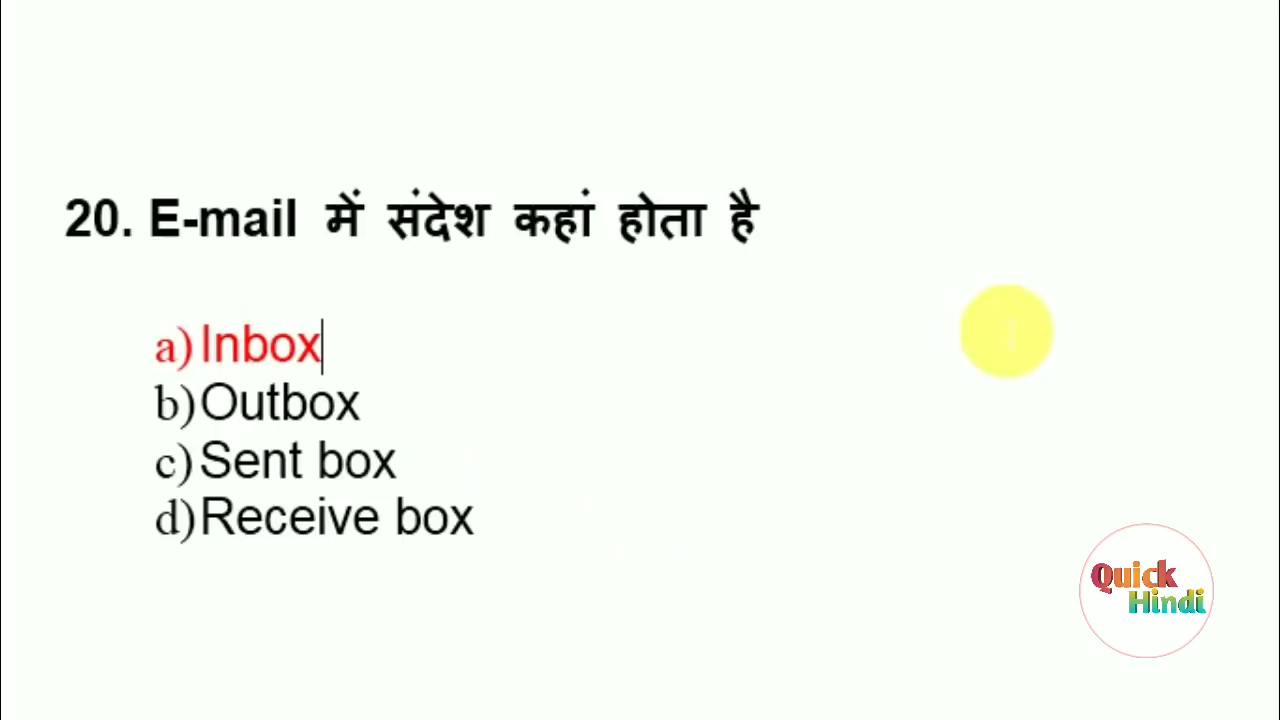 20. E-mail में संदेश कहां होता है
a) Inbox
b) Outbox
c) Sent box
d) Receive box
Quick
Hindi